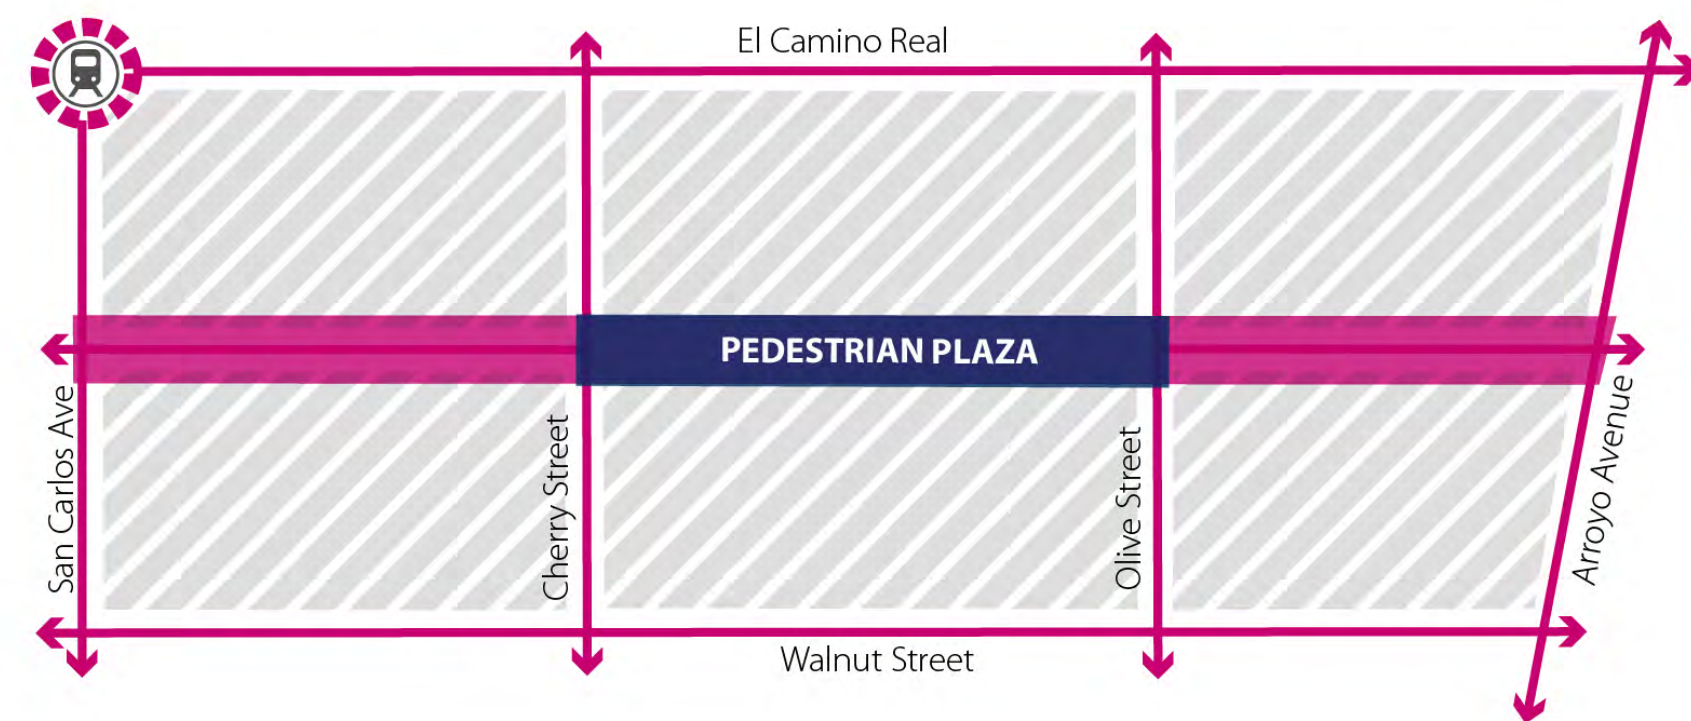 El Camino Real
PEDESTRIAN PLAZA
San Carlos Ave
Cherry Street
Olive Street
Arroyo Avenue
Walnut Street